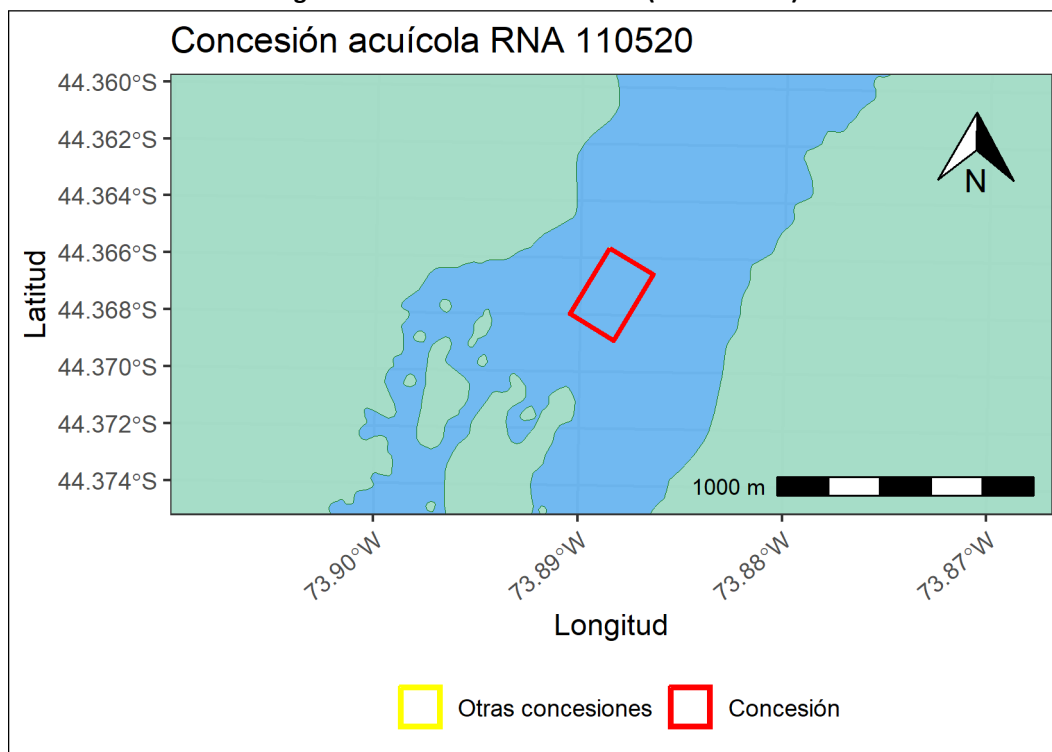 Concesión acuícola RNA 110520
44.360°S
44.362°S
44.364°S
44.366°S
44.368°S
44.370°S
44.372°S
44.374°S
Latitud
N
1000 m
73.90°W
73.89°W
73.88°W
73.87°W
Longitud
Otras concesiones
Concesión